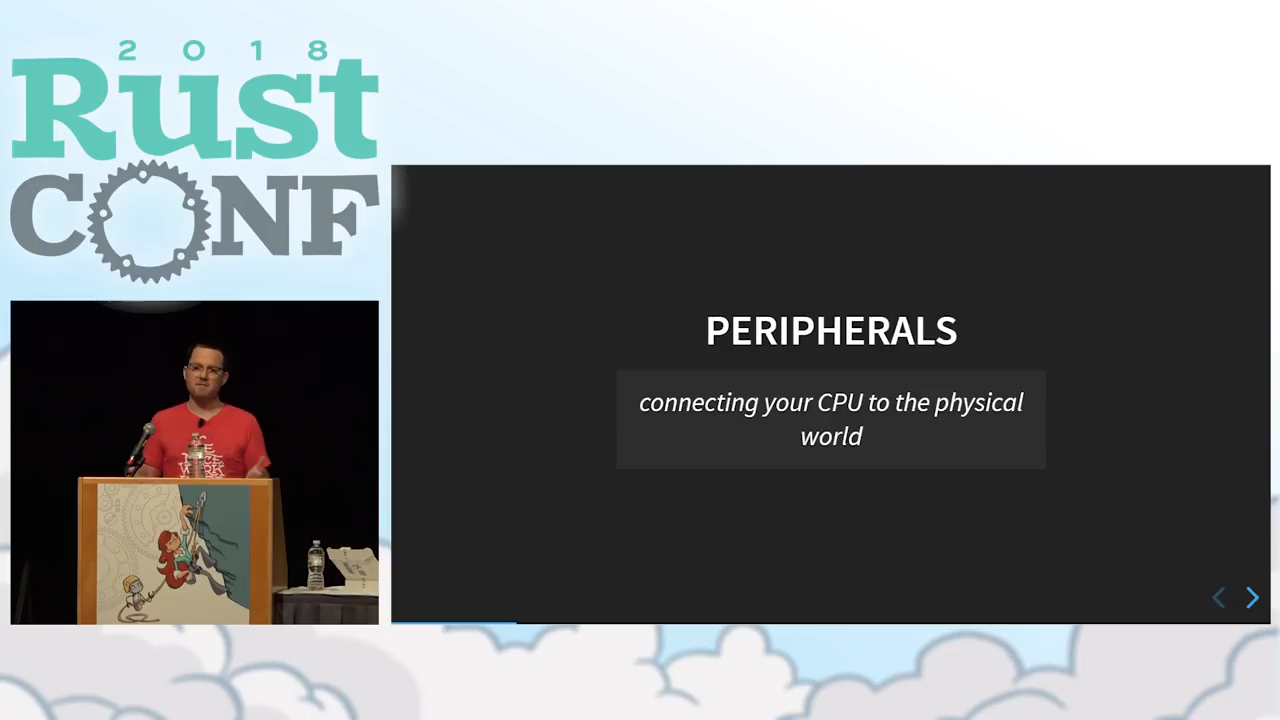 2018
Rust
CONF
PERIPHERALS
connecting your CPU to the physical
world